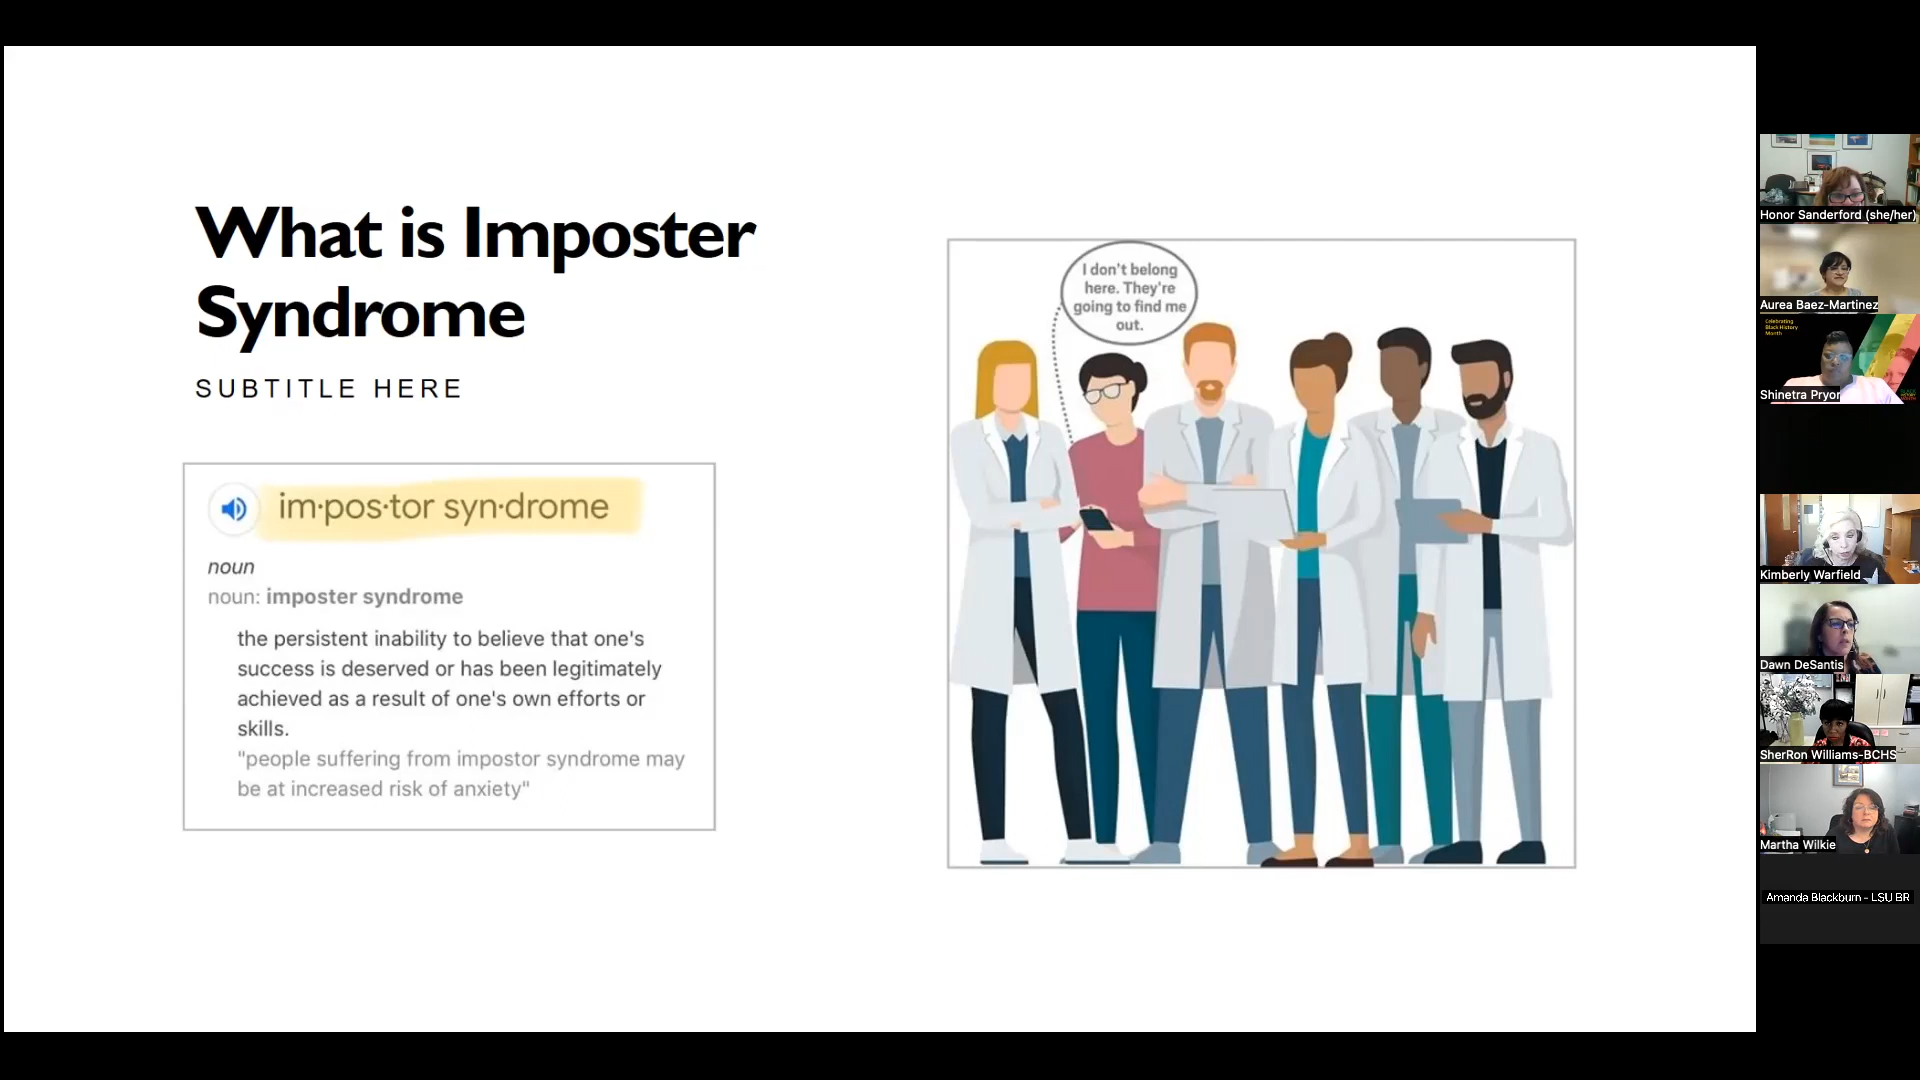 What is Imposter
Syndrome
SUBTITLE HERE
im·pos·tor syn·drome
noun
noun: imposter syndrome
the persistent inability to believe that one's
success is deserved or has been legitimately
achieved as a result of one's own efforts or
skills.
"people suffering from impostor syndrome may
be at increased risk of anxiety"
I don't belong
here. They're
going to find me
out.
Honor Sanderford (she/her)
Aurea Baez-Martinez
Celebrating
Black History
Month
Shinetra Pryor
Kimberly Warfield
Dawn DeSantis
SherRon Williams-BCHS
Martha Wilkie
Amanda Blackburn - LSU BR